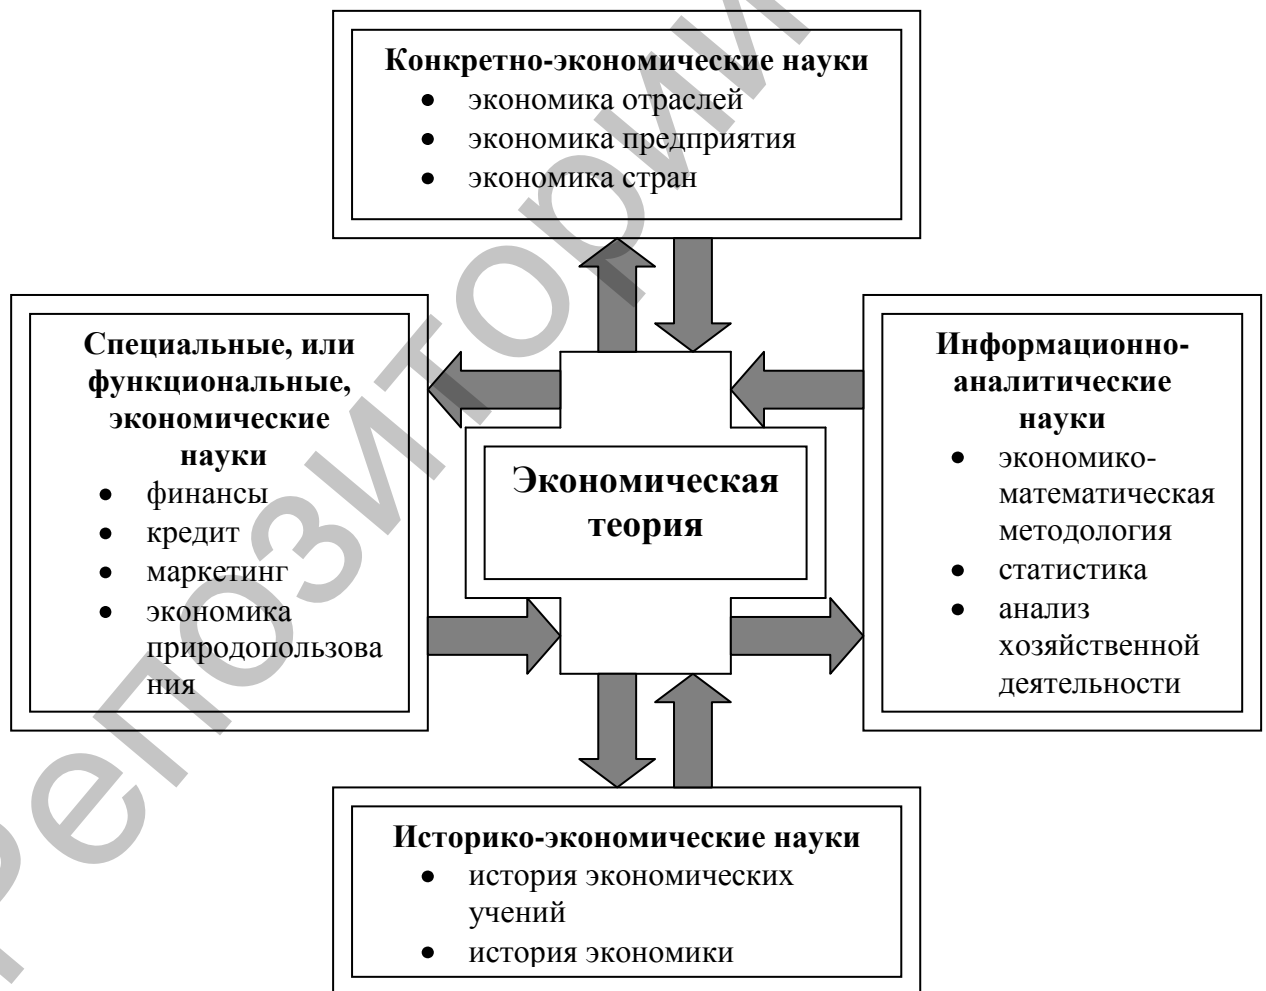 Конкретно-экономические науки
• экономика отраслей
• экономика предприятия
• экономика стран
Специальные, или
функциональные,
экономические
науки
• финансы
• кредит
• маркетинг
• экономика
природопользова
ния
Экономическая
теория
Информационно-
аналитические
науки
• экономико-
математическая
методология
• статистика
• анализ
хозяйственной
деятельности
Историко-экономические науки
• история экономических
учений
• история экономики
Репозитории